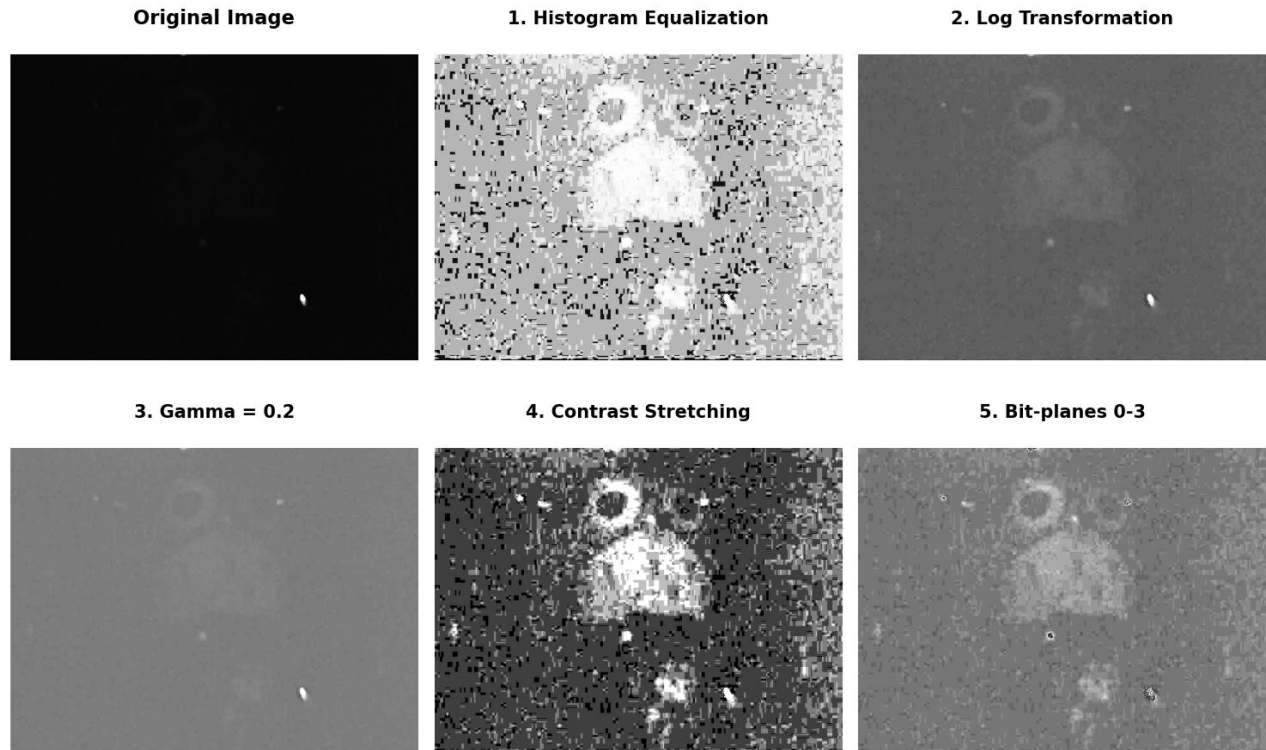 Original Image
1. Histogram Equalization
2. Log Transformation
3. Gamma = 0.2
4. Contrast Stretching
5. Bit-planes 0-3